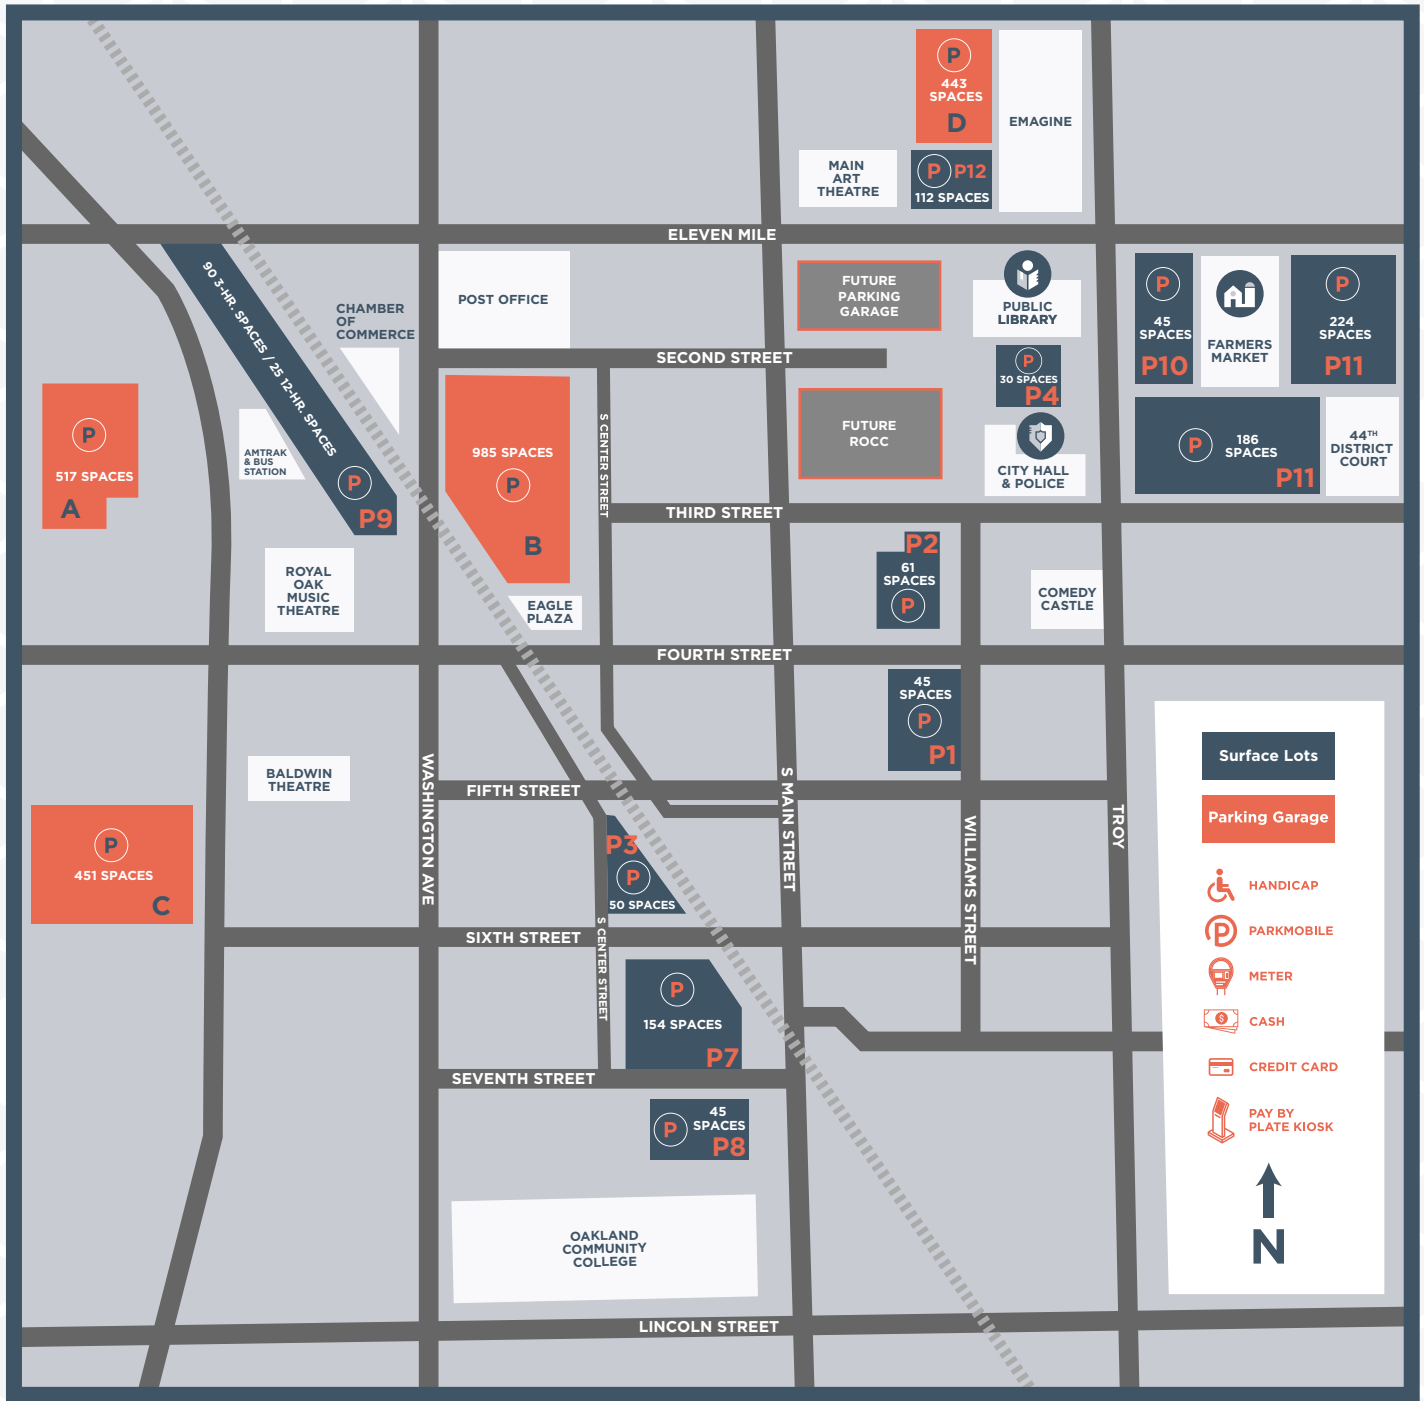 P
443
SPACES
D
EMAGINE
MAIN
ART
THEATRE
P P12
112 SPACES
ELEVEN MILE
90 3-HR. SPACES / 25 12-HR. SPACES
P
P9
CHAMBER
OF
COMMERCE
POST OFFICE
FUTURE
PARKING
GARAGE
PUBLIC
LIBRARY
P
45
SPACES
P10
FARMERS
MARKET
P
224
SPACES
P11
SECOND STREET
P
30 SPACES
P4
P
517 SPACES
A
AMTRAK
& BUS
STATION
985 SPACES
P
B
S CENTER STREET
FUTURE
ROCC
CITY HALL
& POLICE
P
186
SPACES
P11
44TH
DISTRICT
COURT
THIRD STREET
P2
61
SPACES
P
ROYAL
OAK
MUSIC
THEATRE
EAGLE
PLAZA
COMEDY
CASTLE
FOURTH STREET
45
SPACES
P
P1
BALDWIN
THEATRE
WASHINGTON AVE
FIFTH STREET
S MAIN STREET
WILLIAMS STREET
TROY
P
451 SPACES
C
P3
P
50 SPACES
SIXTH STREET
S CENTER STREET
P
154 SPACES
P7
SEVENTH STREET
P
45
SPACES
P8
OAKLAND
COMMUNITY
COLLEGE
LINCOLN STREET
Surface Lots
Parking Garage
HANDICAP
P
PARKMOBILE
METER
$
CASH
CREDIT CARD
PAY BY
PLATE KIOSK
N